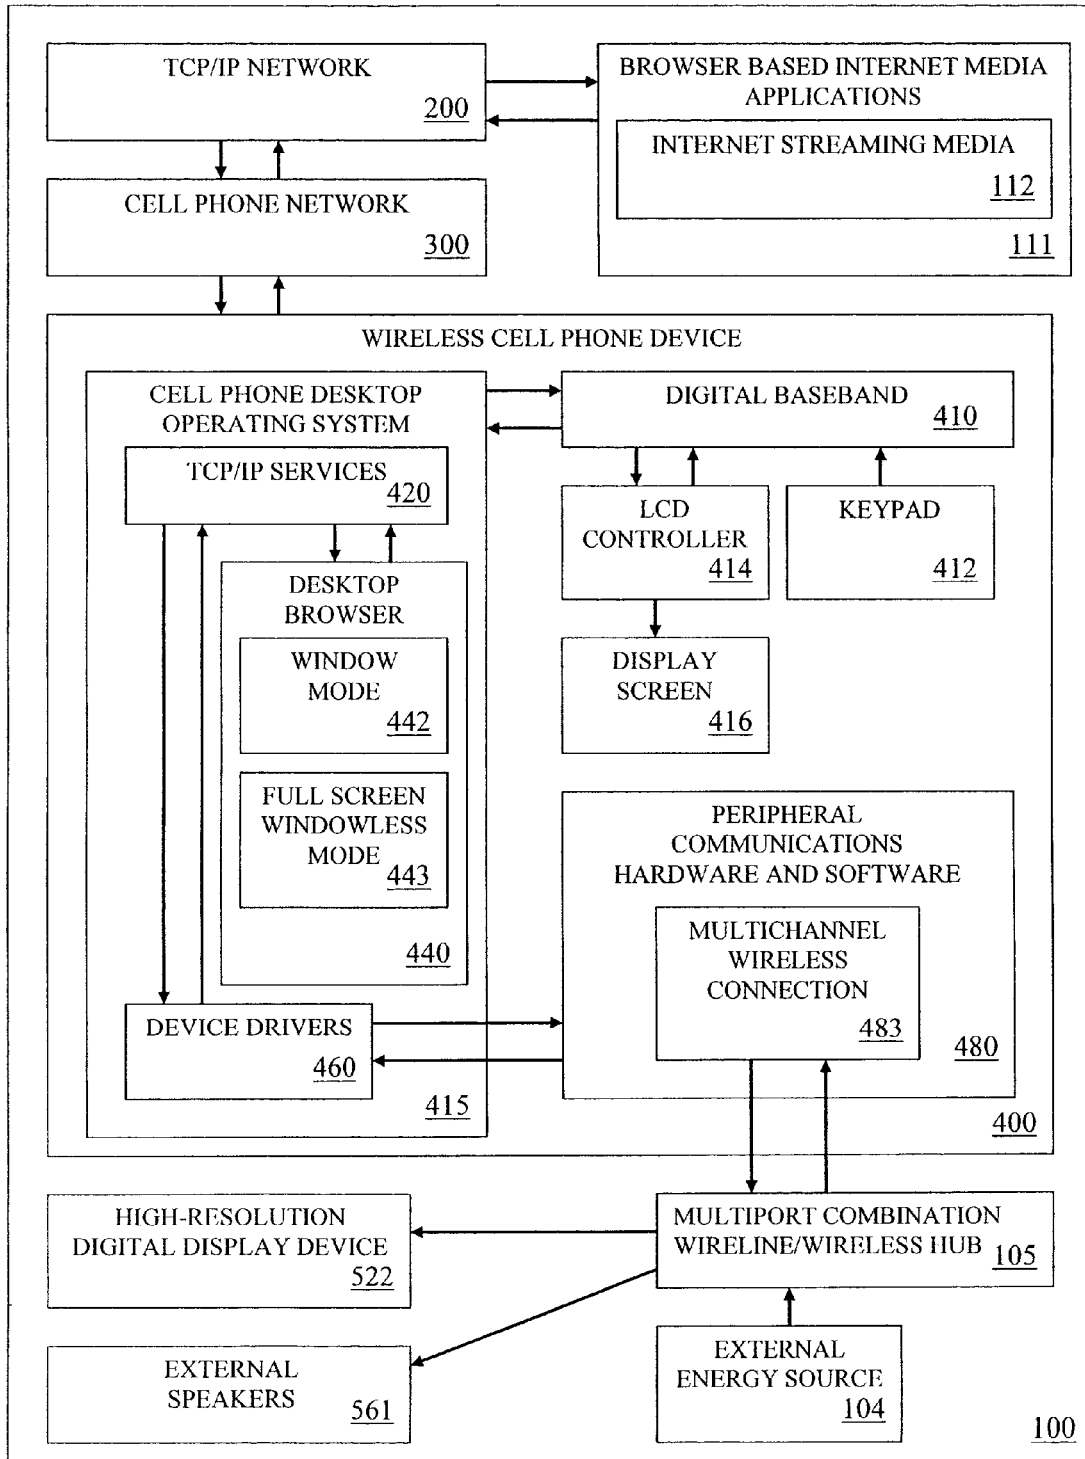 TCP/IP NETWORK
200
BROWSER BASED INTERNET MEDIA
APPLICATIONS
INTERNET STREAMING MEDIA
112
111
CELL PHONE NETWORK
300
WIRELESS CELL PHONE DEVICE
CELL PHONE DESKTOP
OPERATING SYSTEM
TCP/IP SERVICES
420
DESKTOP
BROWSER
WINDOW
MODE
442
FULL SCREEN
WINDOWLESS
MODE
443
440
DEVICE DRIVERS
460
415
DIGITAL BASEBAND
410
LCD
CONTROLLER
414
KEYPAD
412
DISPLAY
SCREEN
416
PERIPHERAL
COMMUNICATIONS
HARDWARE AND SOFTWARE
MULTICHANNEL
WIRELESS
CONNECTION
483
480
400
HIGH-RESOLUTION
DIGITAL DISPLAY DEVICE
522
MULTIPORT COMBINATION
WIRELINE/WIRELESS HUB
105
EXTERNAL
SPEAKERS
561
EXTERNAL
ENERGY SOURCE
104
100